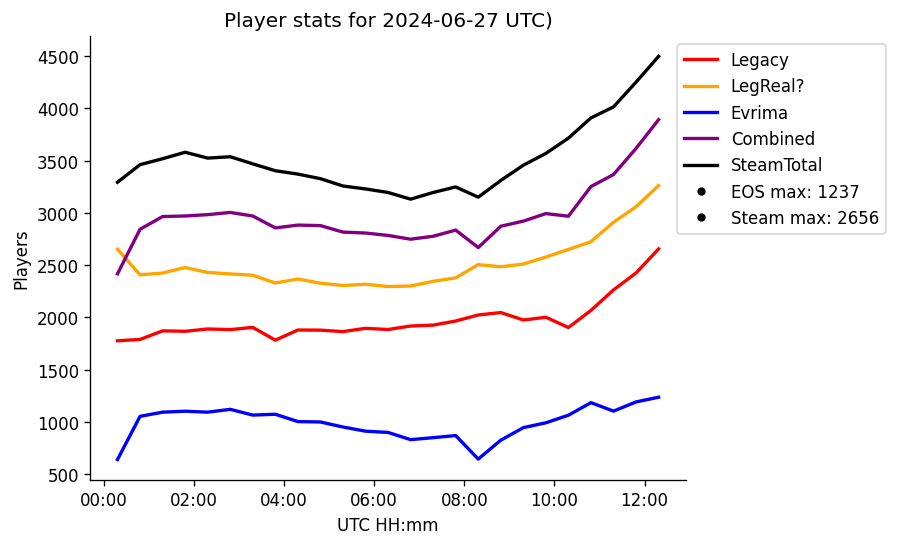 Player stats for 2024-06-27 UTC)
Players
4500
4000
3500
3000
2500
2000
1500
1000
500
00:00 02:00 04:00 06:00 08:00 10:00 12:00
UTC HH:mm
Legacy
LegReal?
Evrima
Combined
SteamTotal
EOS max: 1237
Steam max: 2656